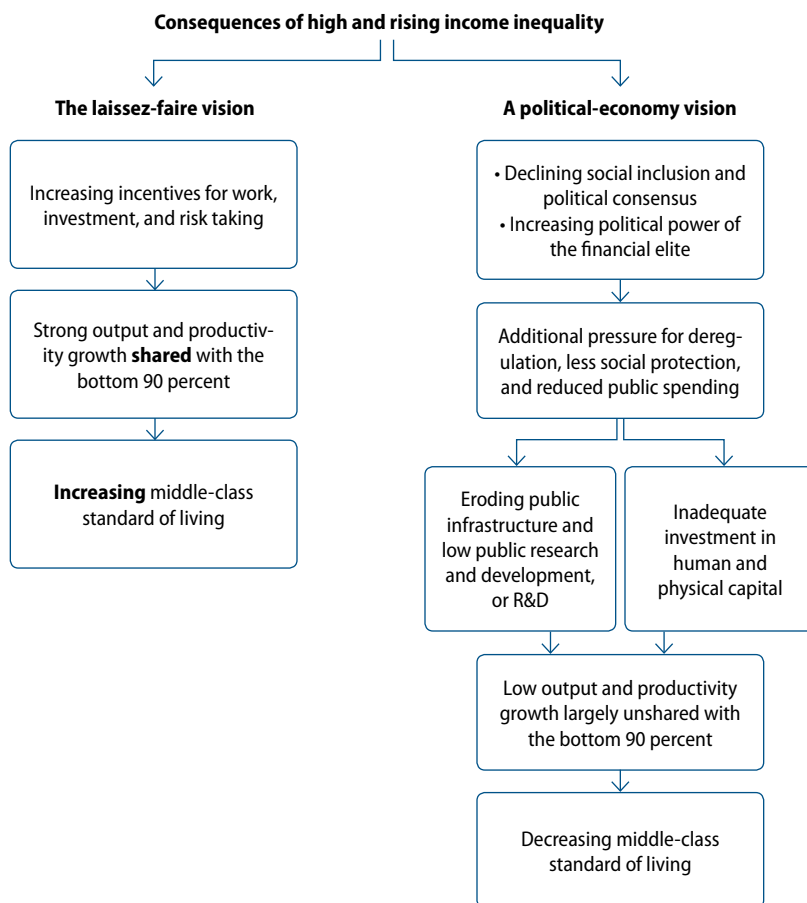 Consequences of high and rising income inequality
The laissez-faire vision
Increasing incentives for work,
investment, and risk taking
Strong output and productiv-
ity growth shared with the
bottom 90 percent
Increasing middle-class
standard of living
A political-economy vision
• Declining social inclusion and
political consensus
• Increasing political power of
the financial elite
Additional pressure for dereg-
ulation, less social protection,
and reduced public spending
Eroding public
infrastructure and
low public research
and development,
or R&D
Inadequate
investment in
human and
physical capital
Low output and productivity
growth largely unshared with
the bottom 90 percent
Decreasing middle-class
standard of living